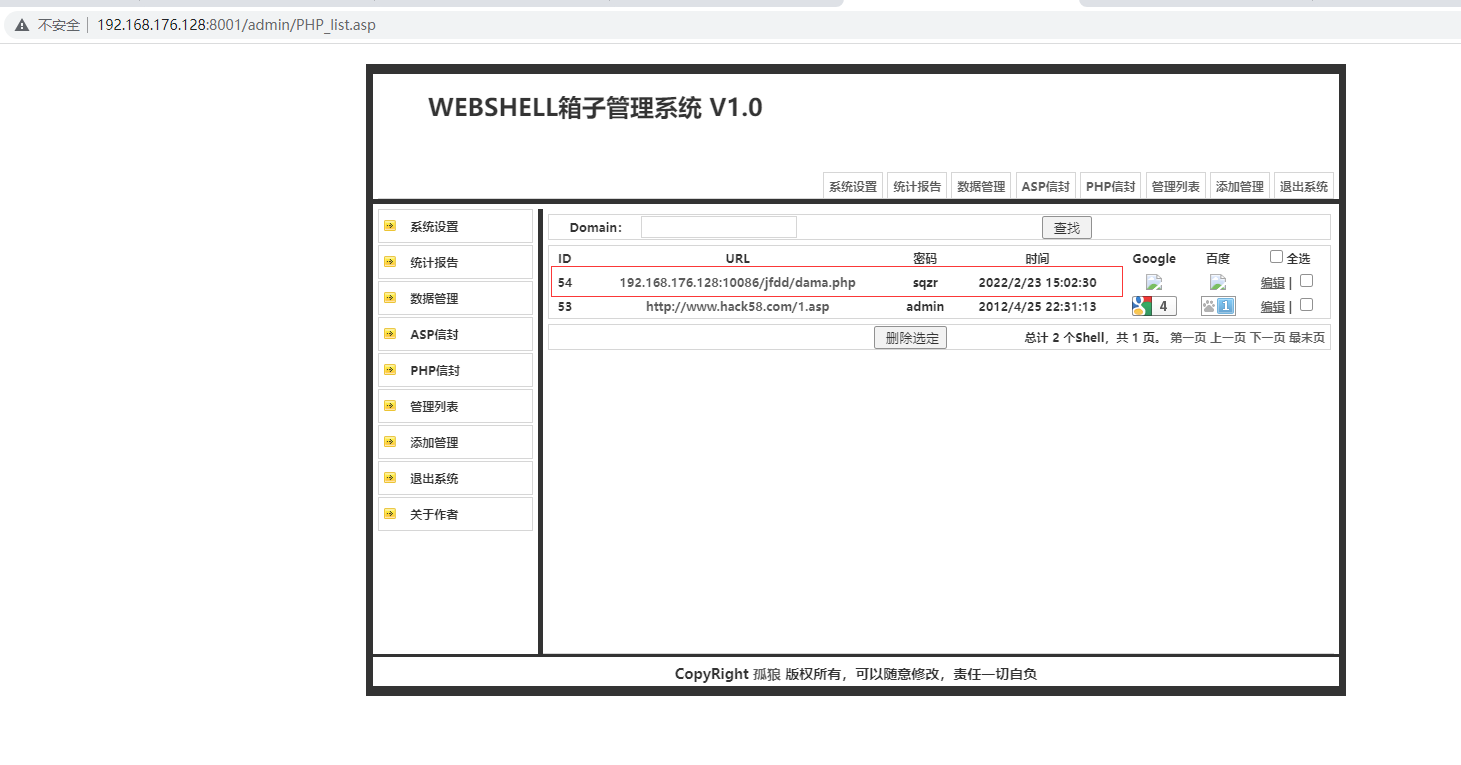 不安全 | 192.168.176.128:8001/admin/PHP_list.asp
WEBSHELL箱子管理系统 V1.0
系统设置 统计报告 数据管理 ASP信封 PHP信封 管理列表 添加管理 退出系统
系统设置
统计报告
数据管理
ASP信封
PHP信封
管理列表
添加管理
退出系统
关于作者
Domain: 查找
ID URL 密码 时间 Google 百度 全选
54 192.168.176.128:10086/jfdd/dama.php sqzr 2022/2/23 15:02:30 编辑 |
53 http://www.hack58.com/1.asp admin 2012/4/25 22:31:13 4 1 编辑 |
删除选定 总计 2 个Shell，共 1 页。 第一页 上一页 下一页 最末页
CopyRight 孤狼 版权所有，可以随意修改，责任一切自负